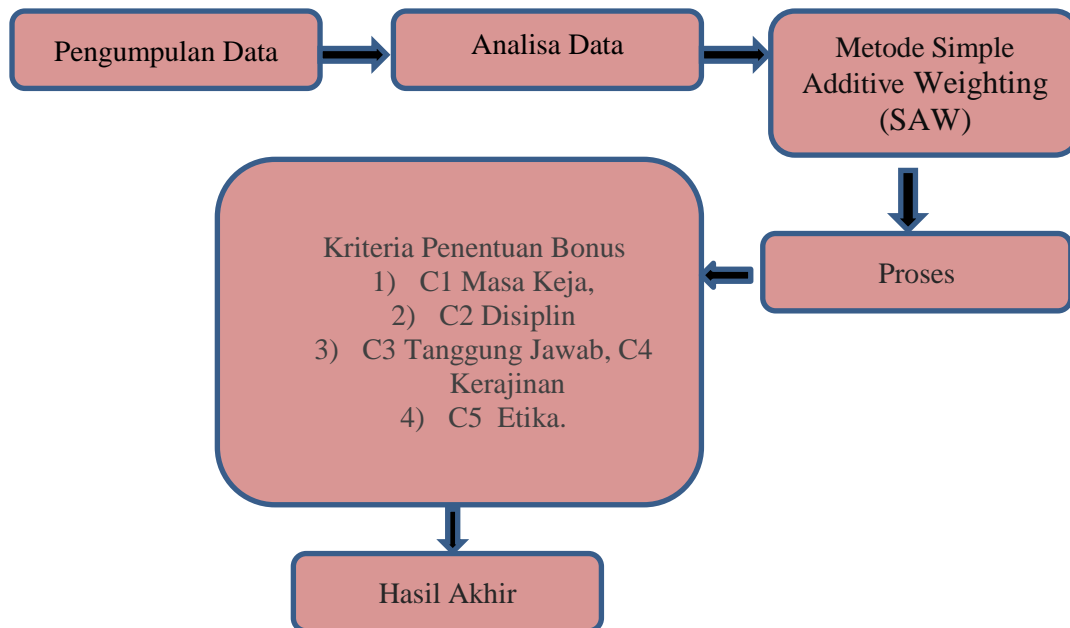 Pengumpulan Data
Analisa Data
Metode Simple
Additive Weighting
(SAW)
Kriteria Penentuan Bonus
1) C1 Masa Keja,
2) C2 Disiplin
3) C3 Tanggung Jawab, C4
Kerajinan
4) C5 Etika.
Proses
Hasil Akhir